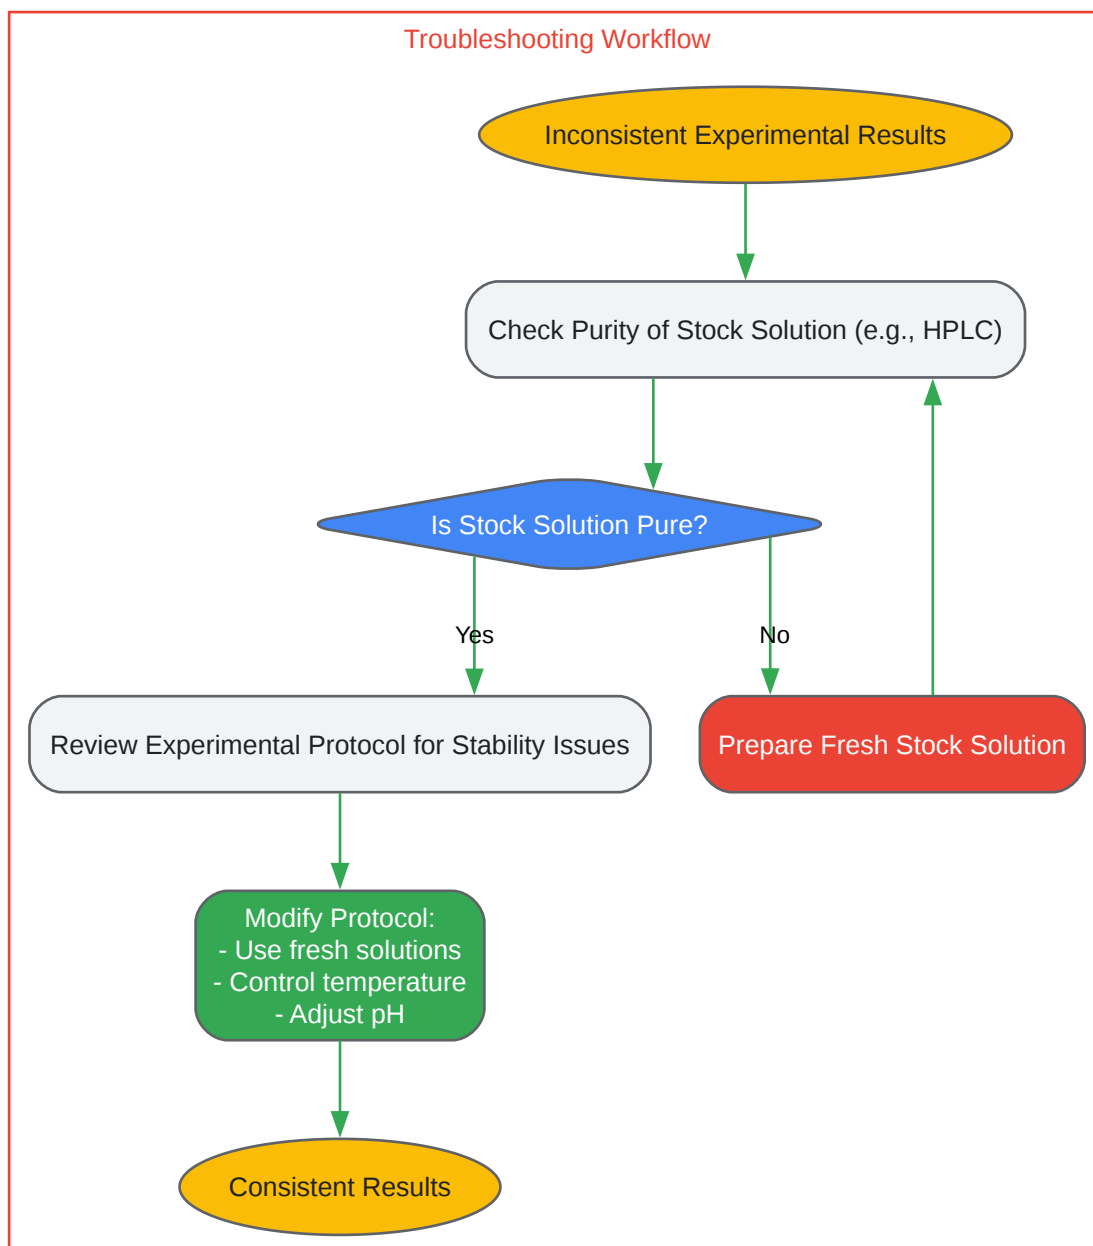 Troubleshooting Workflow
Inconsistent Experimental Results
Check Purity of Stock Solution (e.g., HPLC)
Is Stock Solution Pure?
Yes
No
Review Experimental Protocol for Stability Issues
Prepare Fresh Stock Solution
Modify Protocol:
- Use fresh solutions
- Control temperature
- Adjust pH
Consistent Results